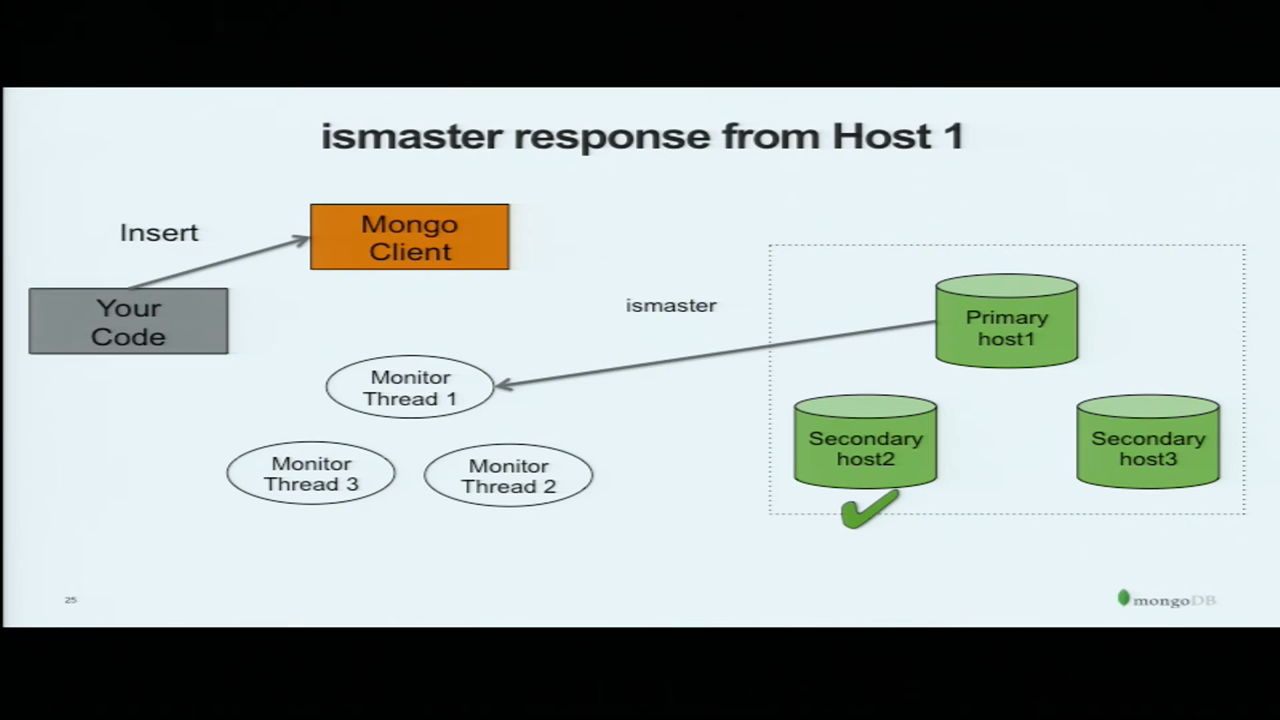 ismaster response from Host 1
Insert
Mongo
Client
Your
Code
ismaster
Primary
host1
Monitor
Thread 1
Secondary
host2
Secondary
host3
Monitor
Thread 3
Monitor
Thread 2
25
mongoDB